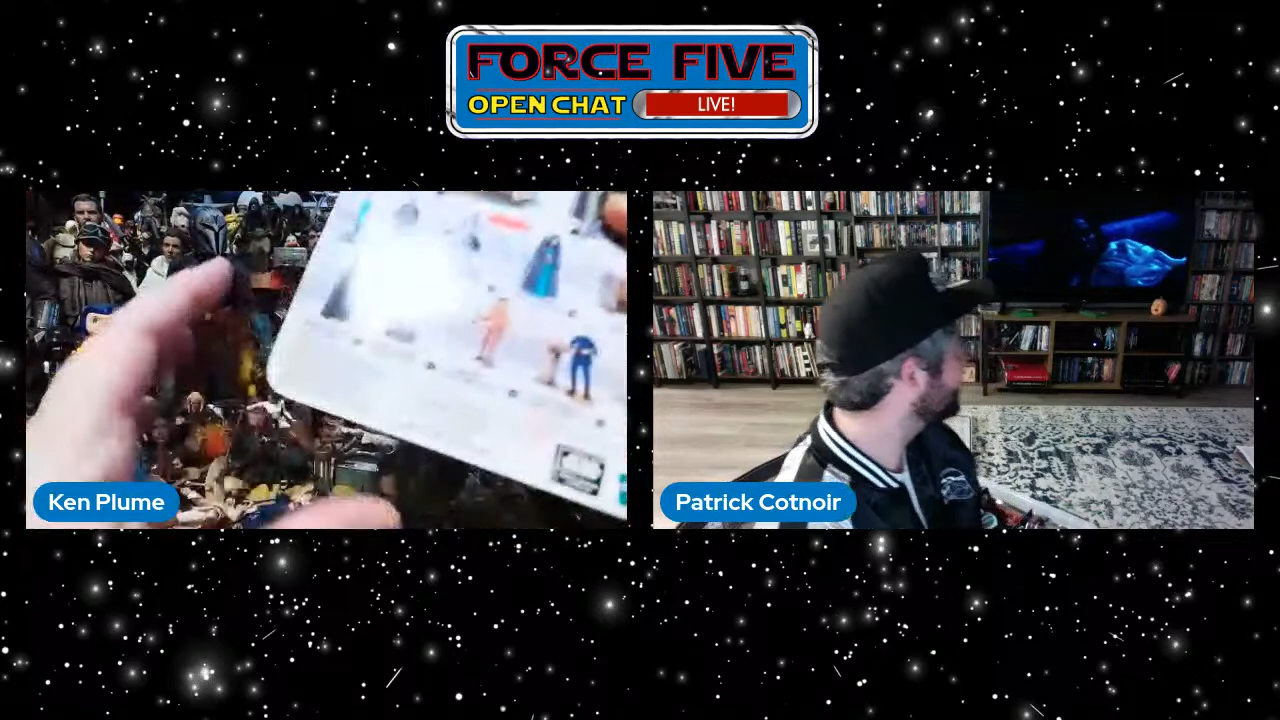 FORCE FIVE
OPEN CHAT
LIVE!
Ken Plume
Patrick Cotnoir